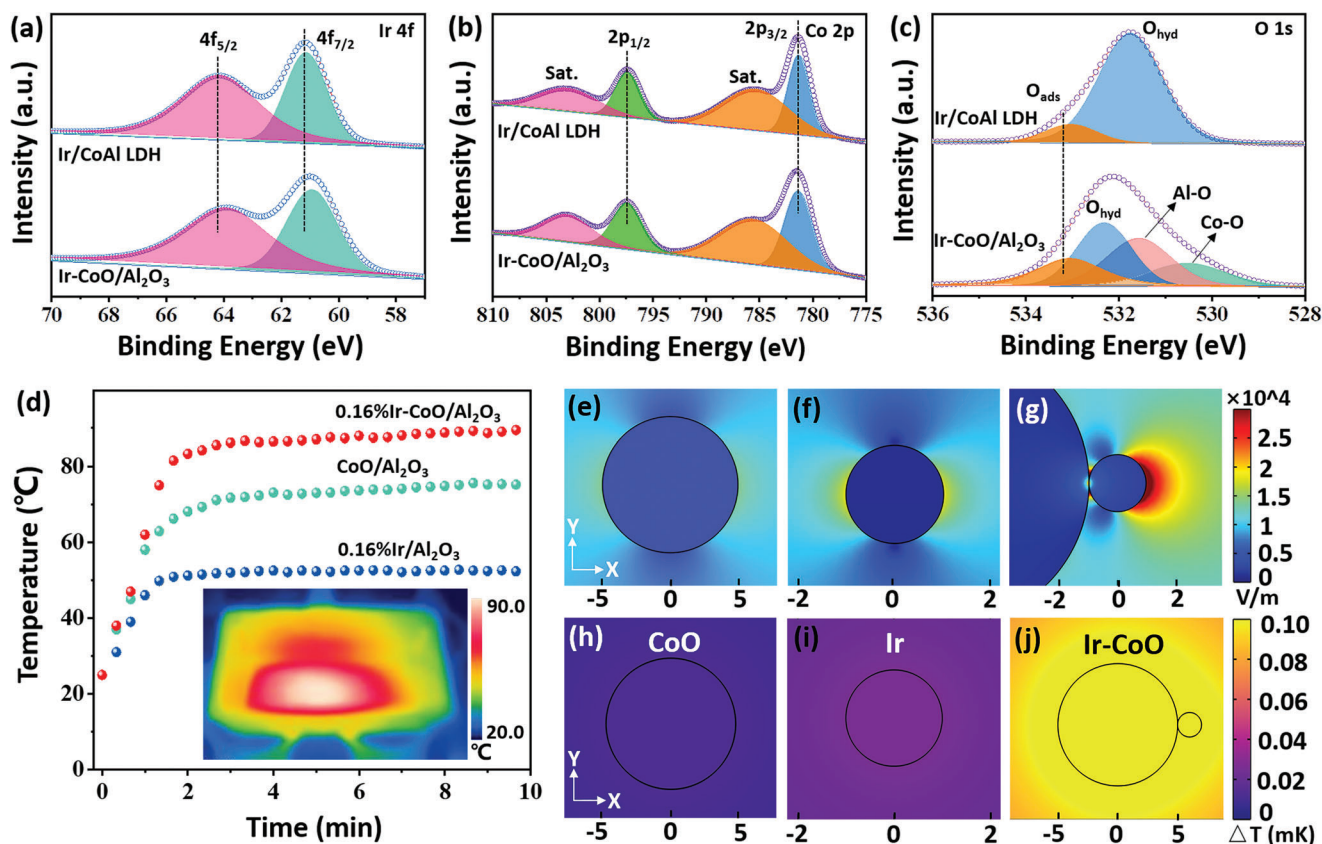 (a)
Ir 4f
4f5/2
4f7/2
Ir/CoAl LDH
Ir-CoO/Al2O3
Intensity (a.u.)
70 68 66 64 62 60 58
Binding Energy (eV)
(b)
2p3/2 Co 2p
2p1/2
Sat.
Sat.
Ir/CoAl LDH
Ir-CoO/Al2O3
Intensity (a.u.)
810 805 800 795 790 785 780 775
Binding Energy (eV)
(c)
O 1s
Ohyd
Oads
Ir/CoAl LDH
Ohyd
Al-O
Co-O
Ir-CoO/Al2O3
Intensity (a.u.)
536 534 532 530 528
Binding Energy (eV)
(d)
0.16%Ir-CoO/Al2O3
CoO/Al2O3
0.16%Ir/Al2O3
90.0
20.0
℃
Temperature (℃)
80
60
40
20
0
0 2 4 6 8 10
Time (min)
(e)
Y
X
-5 0 5
(f)
-2 0 2
(g)
-2 0 2
×10^4
2.5
2
1.5
1
0.5
0
V/m
(h)
CoO
Y
X
-5 0 5
(i)
Ir
-2 0 2
(j)
Ir-CoO
-5 0 5
0.10
0.08
0.06
0.04
0.02
0
△T (mK)